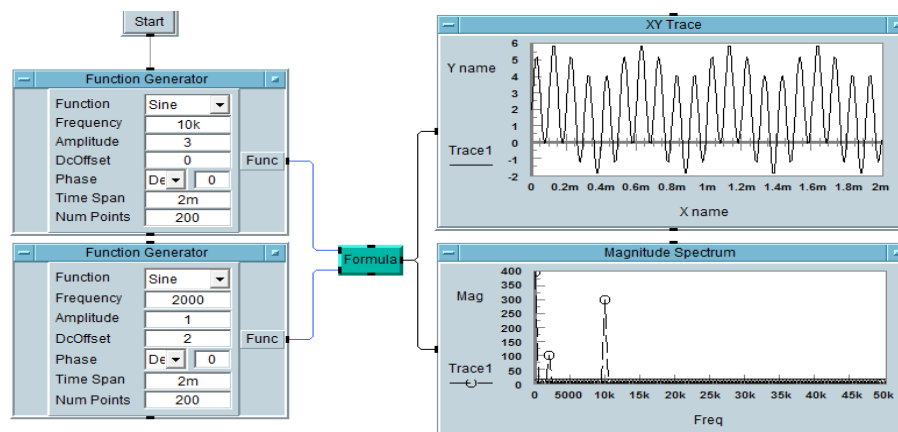 Start
Function Generator
Function Sine
Frequency 10k
Amplitude 3
DcOffset 0
Phase De 0
Time Span 2m
Num Points 200
Func
Function Generator
Function Sine
Frequency 2000
Amplitude 1
DcOffset 2
Phase De 0
Time Span 2m
Num Points 200
Func
Formula
XY Trace
Y name
Trace1
6
5
4
3
2
1
0
-1
-2
0 0.2m 0.4m 0.6m 0.8m 1m 1.2m 1.4m 1.6m 2m
X name
Magnitude Spectrum
Mag
Trace1
400
350
300
250
200
150
100
50
0
0 5000 10k 15k 20k 25k 30k 35k 40k 50k
Freq